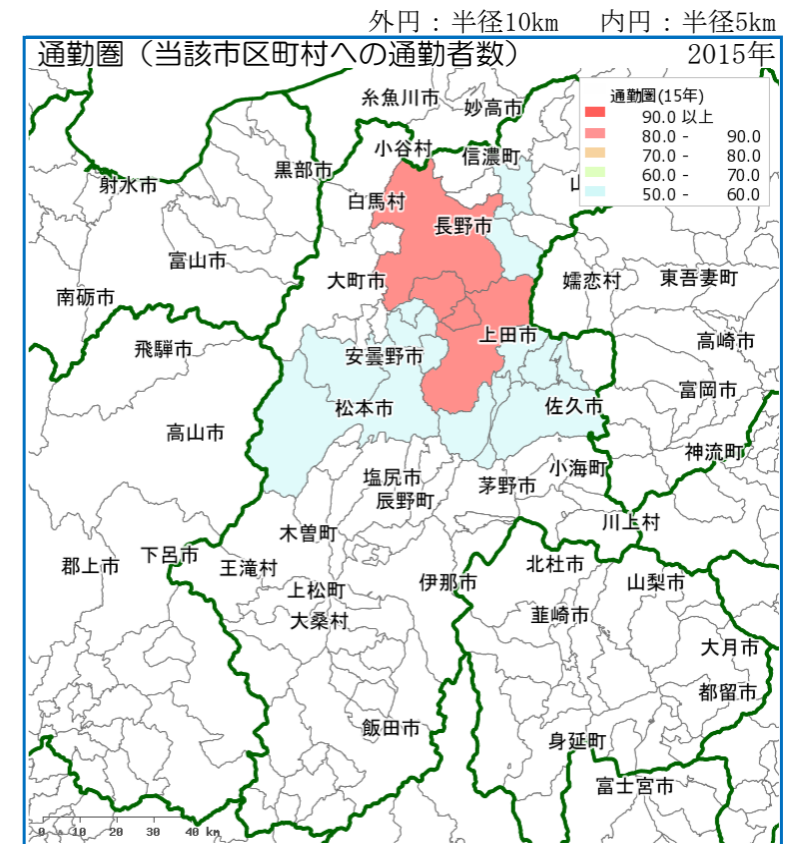 外円：半径10km　内円：半径5km
通勤圏（当該市区町村への通勤者数）　2015年
通勤圏(15年)
90.0 以上
80.0 - 90.0
70.0 - 80.0
60.0 - 70.0
50.0 - 60.0
糸魚川市
妙高市
小谷村
信濃町
黒部市
射水市
山
白馬村
長野市
富山市
大町市
嬬恋村
東吾妻町
南砺市
上田市
高崎市
飛騨市
安曇野市
富岡市
松本市
佐久市
高山市
神流町
小海町
塩尻市
茅野市
辰野町
川上村
木曽町
下呂市
郡上市
王滝村
北杜市
伊那市
山梨市
上松町
韮崎市
大桑村
大月市
都留市
飯田市
身延町
富士宮市
0 10 20 30 40 km